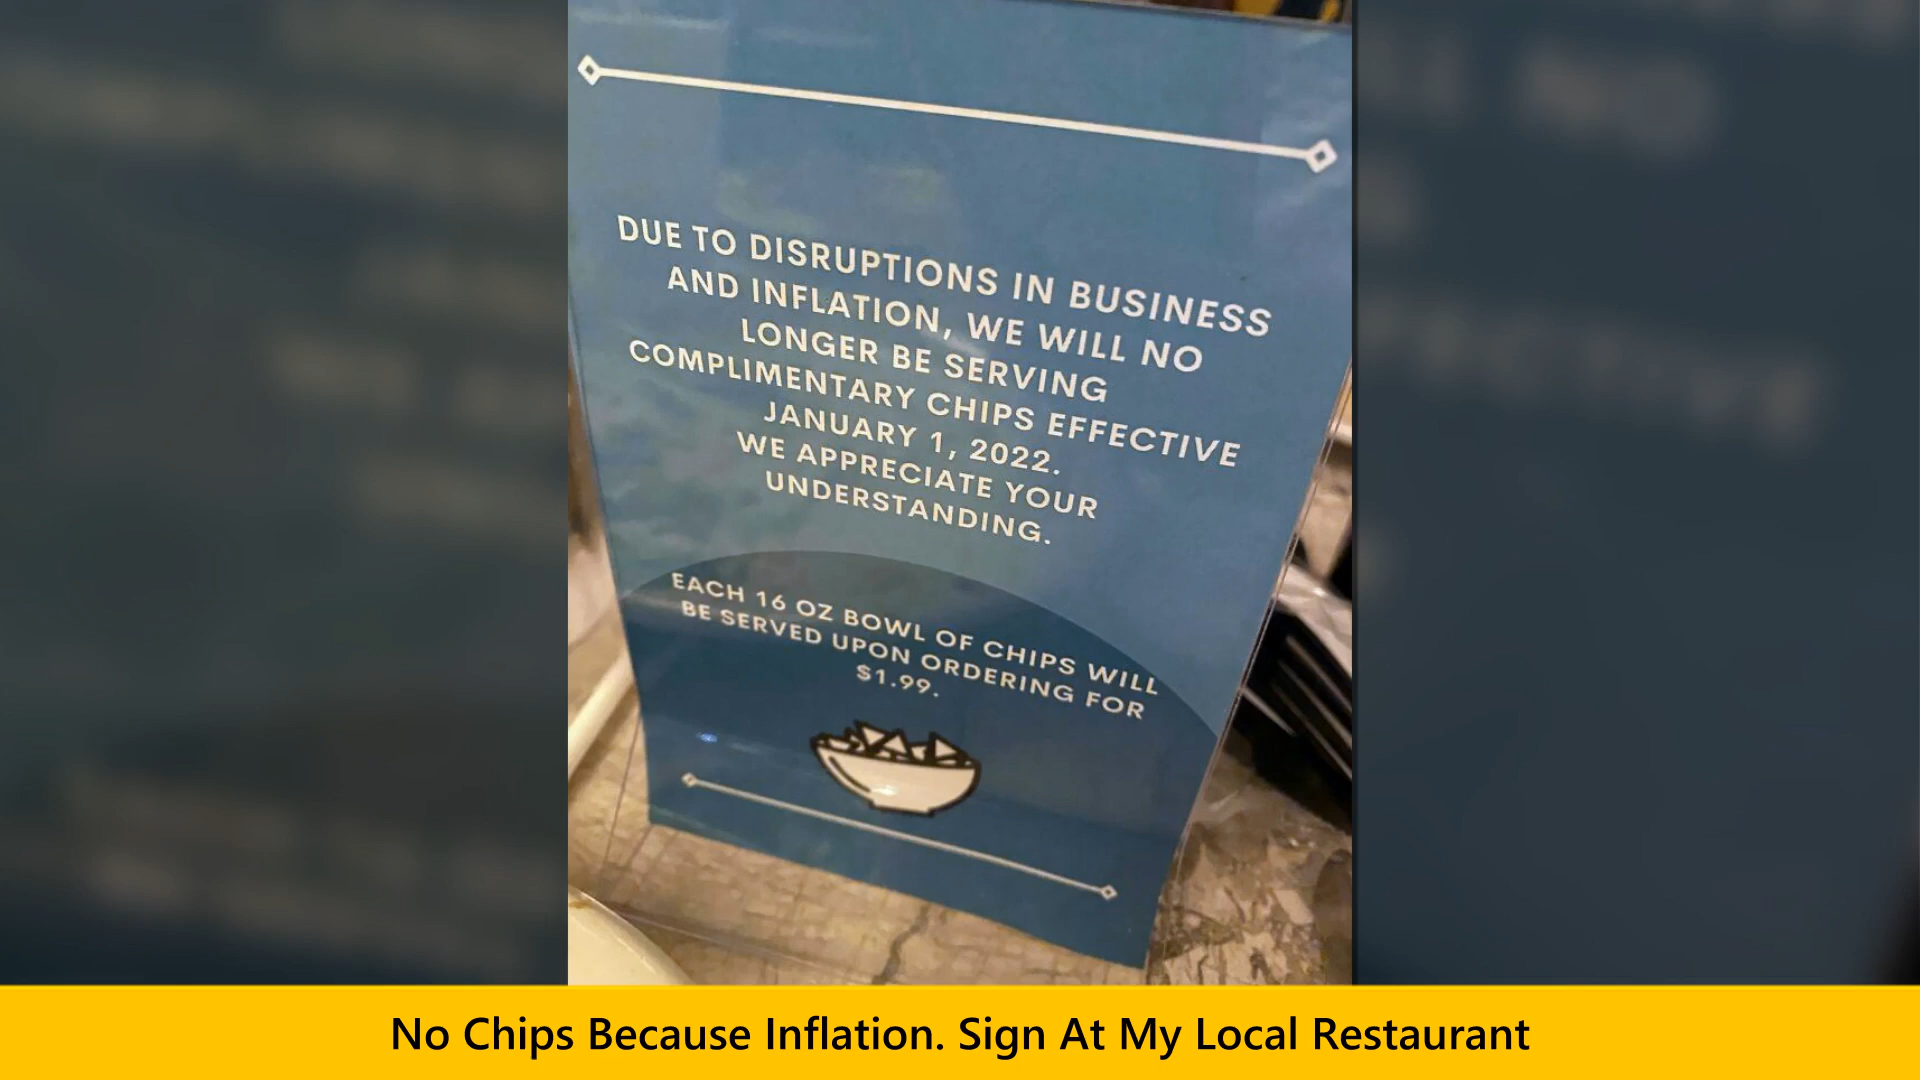 DUE TO DISRUPTIONS IN BUSINESS
AND INFLATION, WE WILL NO
LONGER BE SERVING
COMPLIMENTARY CHIPS EFFECTIVE
JANUARY 1, 2022.
WE APPRECIATE YOUR
UNDERSTANDING.
EACH 16 OZ BOWL OF CHIPS WILL
BE SERVED UPON ORDERING FOR
$1.99.
No Chips Because Inflation. Sign At My Local Restaurant